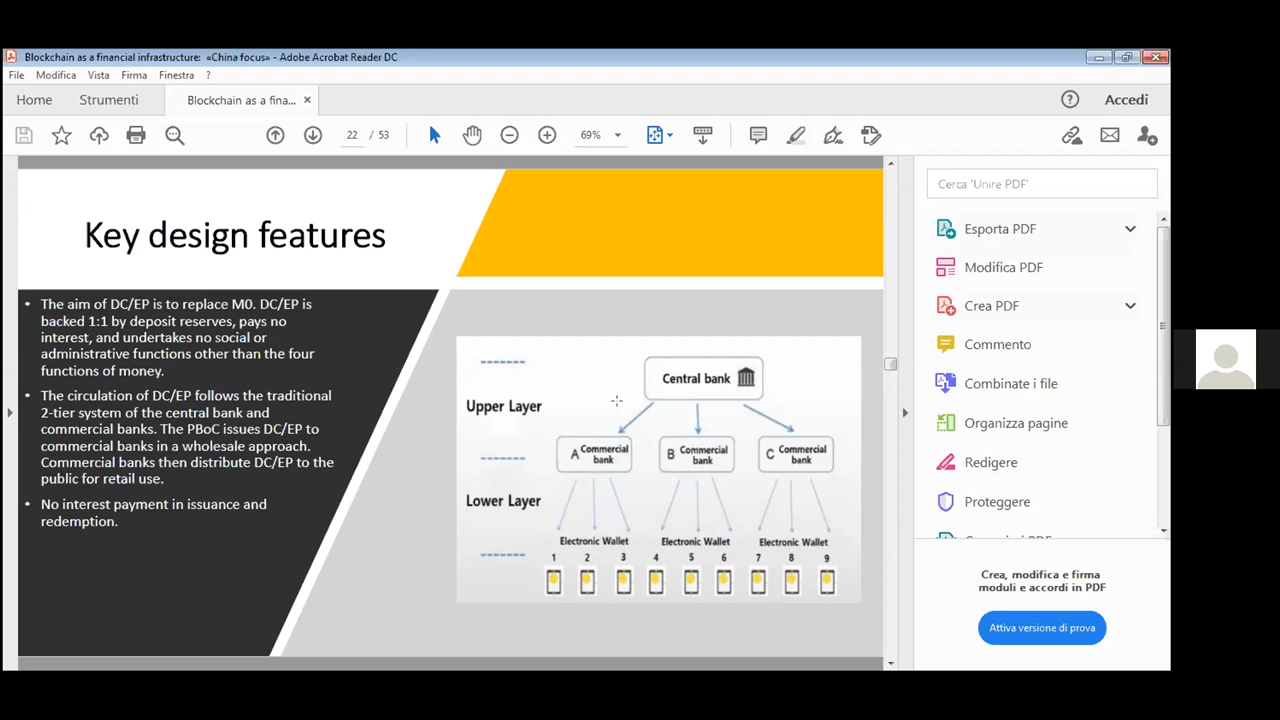 Blockchain as a financial infrastructure: «China focus» - Adobe Acrobat Reader DC
File Modifica Vista Firma Finestra ?
Home Strumenti Blockchain as a fina... × Accedi
22 / 53 69%
Key design features
• The aim of DC/EP is to replace M0. DC/EP is
backed 1:1 by deposit reserves, pays no
interest, and undertakes no social or
administrative functions other than the four
functions of money.
• The circulation of DC/EP follows the traditional
2-tier system of the central bank and
commercial banks. The PBoC issues DC/EP to
commercial banks in a wholesale approach.
Commercial banks then distribute DC/EP to the
public for retail use.
• No interest payment in issuance and
redemption.
Central bank
Upper Layer
A Commercial
bank
B Commercial
bank
C Commercial
bank
Lower Layer
Electronic Wallet Electronic Wallet Electronic Wallet
1 2 3 4 5 6 7 8 9
Cerca 'Unire PDF'
Esporta PDF
Modifica PDF
Crea PDF
Commento
Combinate i file
Organizza pagine
Redigere
Proteggere
Crea, modifica e firma
moduli e accordi in PDF
Attiva versione di prova